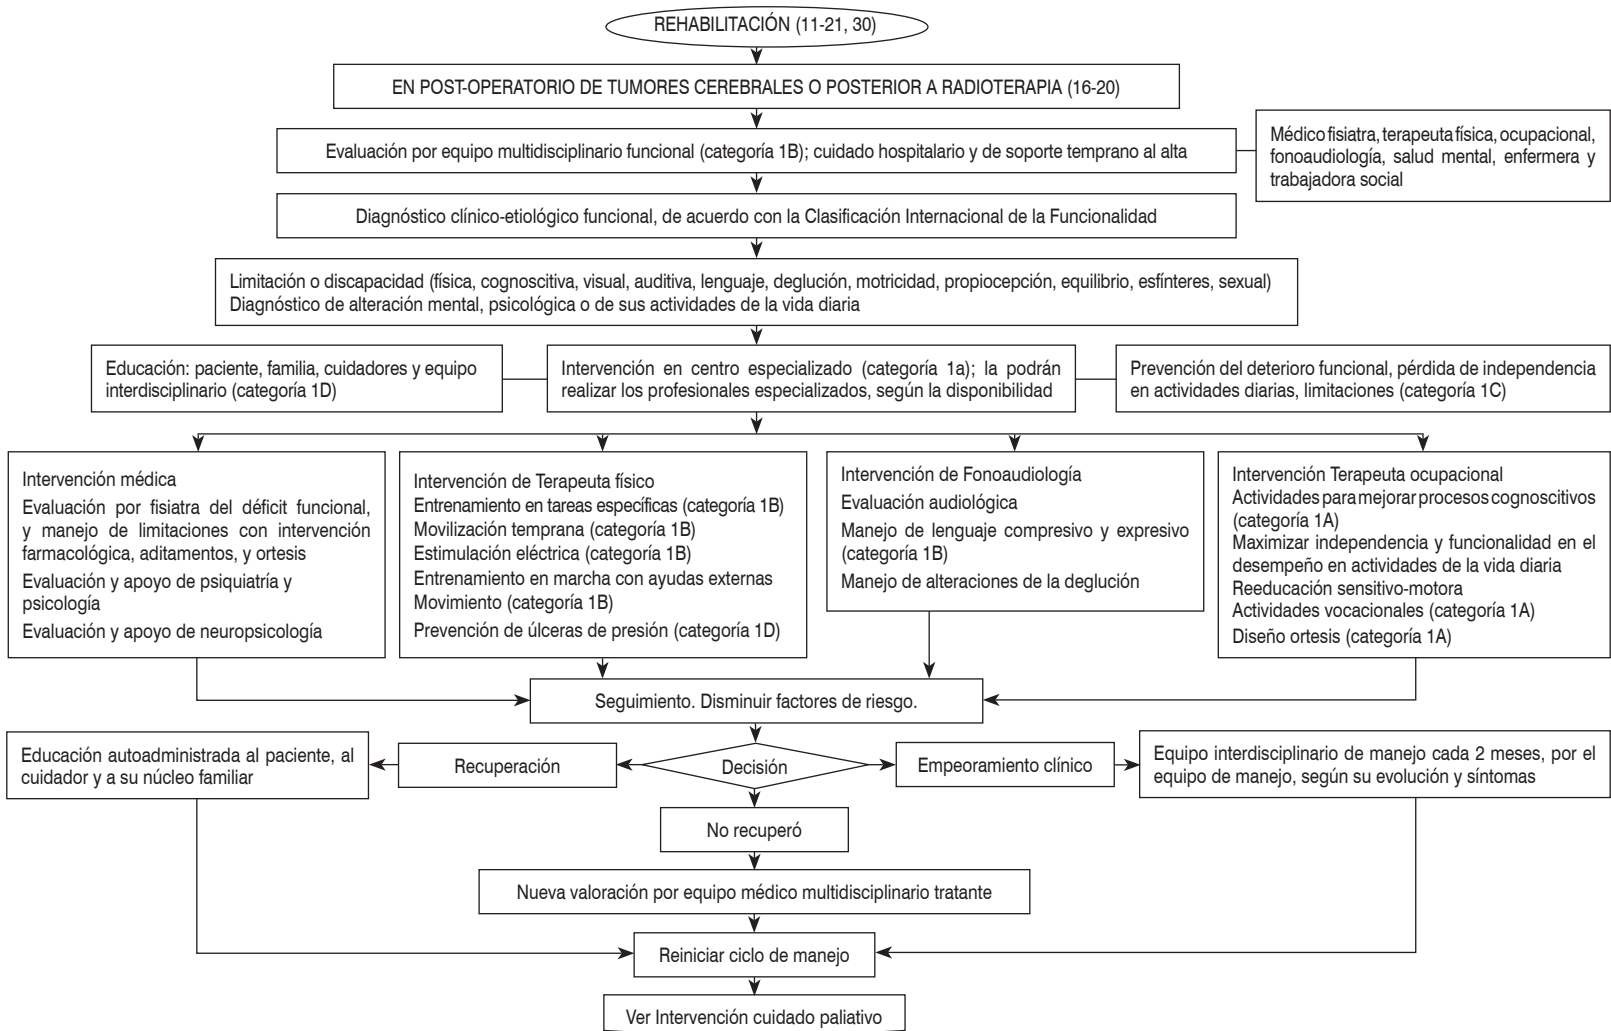 REHABILITACIÓN (11-21, 30)
EN POST-OPERATORIO DE TUMORES CEREBRALES O POSTERIOR A RADIOTERAPIA (16-20)
Evaluación por equipo multidisciplinario funcional (categoría 1B); cuidado hospitalario y de soporte temprano al alta
Médico fisiatra, terapeuta física, ocupacional,
fonoaudiología, salud mental, enfermera y
trabajadora social
Diagnóstico clínico-etiológico funcional, de acuerdo con la Clasificación Internacional de la Funcionalidad
Limitación o discapacidad (física, cognoscitiva, visual, auditiva, lenguaje, deglución, motricidad, propiocepción, equilibrio, esfínteres, sexual)
Diagnóstico de alteración mental, psicológica o de sus actividades de la vida diaria
Educación: paciente, familia, cuidadores y equipo
interdisciplinario (categoría 1D)
Intervención en centro especializado (categoría 1a); la podrán
realizar los profesionales especializados, según la disponibilidad
Prevención del deterioro funcional, pérdida de independencia
en actividades diarias, limitaciones (categoría 1C)
Intervención médica
Evaluación por fisiatra del déficit funcional,
y manejo de limitaciones con intervención
farmacológica, aditamentos, y ortesis
Evaluación y apoyo de psiquiatría y
psicología
Evaluación y apoyo de neuropsicología
Intervención de Terapeuta físico
Entrenamiento en tareas específicas (categoría 1B)
Movilización temprana (categoría 1B)
Estimulación eléctrica (categoría 1B)
Entrenamiento en marcha con ayudas externas
Movimiento (categoría 1B)
Prevención de úlceras de presión (categoría 1D)
Intervención de Fonoaudiología
Evaluación audiológica
Manejo de lenguaje compresivo y expresivo
(categoría 1B)
Manejo de alteraciones de la deglución
Intervención Terapeuta ocupacional
Actividades para mejorar procesos cognoscitivos
(categoría 1A)
Maximizar independencia y funcionalidad en el
desempeño en actividades de la vida diaria
Reeducación sensitivo-motora
Actividades vocacionales (categoría 1A)
Diseño ortesis (categoría 1A)
Seguimiento. Disminuir factores de riesgo.
Educación autoadministrada al paciente, al
cuidador y a su núcleo familiar
Recuperación
Decisión
Empeoramiento clínico
Equipo interdisciplinario de manejo cada 2 meses, por el
equipo de manejo, según su evolución y síntomas
No recuperó
Nueva valoración por equipo médico multidisciplinario tratante
Reiniciar ciclo de manejo
Ver Intervención cuidado paliativo